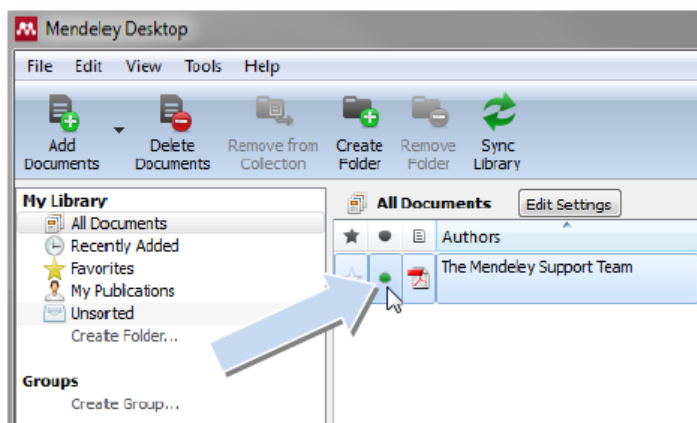 Mendeley Desktop
File Edit View Tools Help
Add Documents
Delete Documents
Remove from Collection
Create Folder
Remove Folder
Sync Library
My Library
All Documents
Recently Added
Favorites
My Publications
Unsorted
Create Folder...
Groups
Create Group...
All Documents Edit Settings
Authors
The Mendeley Support Team